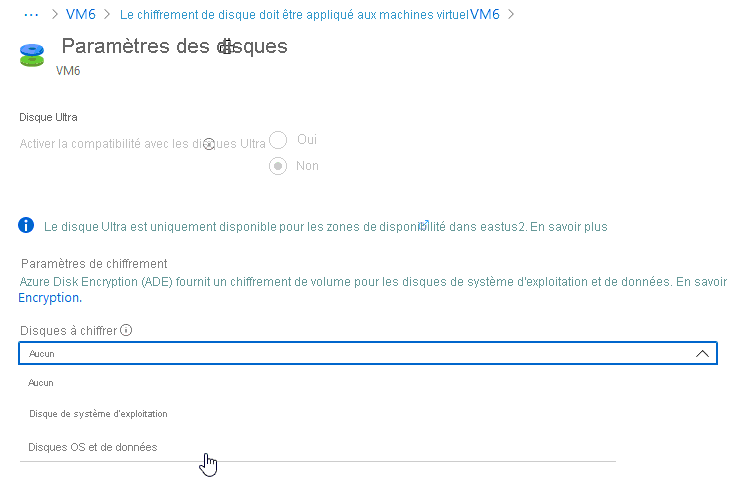 ... > VM6 > Le chiffrement de disque doit être appliqué aux machines virtuel VM6 >
Paramètres des disques
VM6
Disque Ultra
Activer la compatibilité avec les disques Ultra
Oui
Non
Le disque Ultra est uniquement disponible pour les zones de disponibilité dans eastus2. En savoir plus
Paramètres de chiffrement
Azure Disk Encryption (ADE) fournit un chiffrement de volume pour les disques de système d'exploitation et de données. En savoir
Encryption.
Disques à chiffrer
Aucun
Aucun
Disque de système d'exploitation
Disques OS et de données